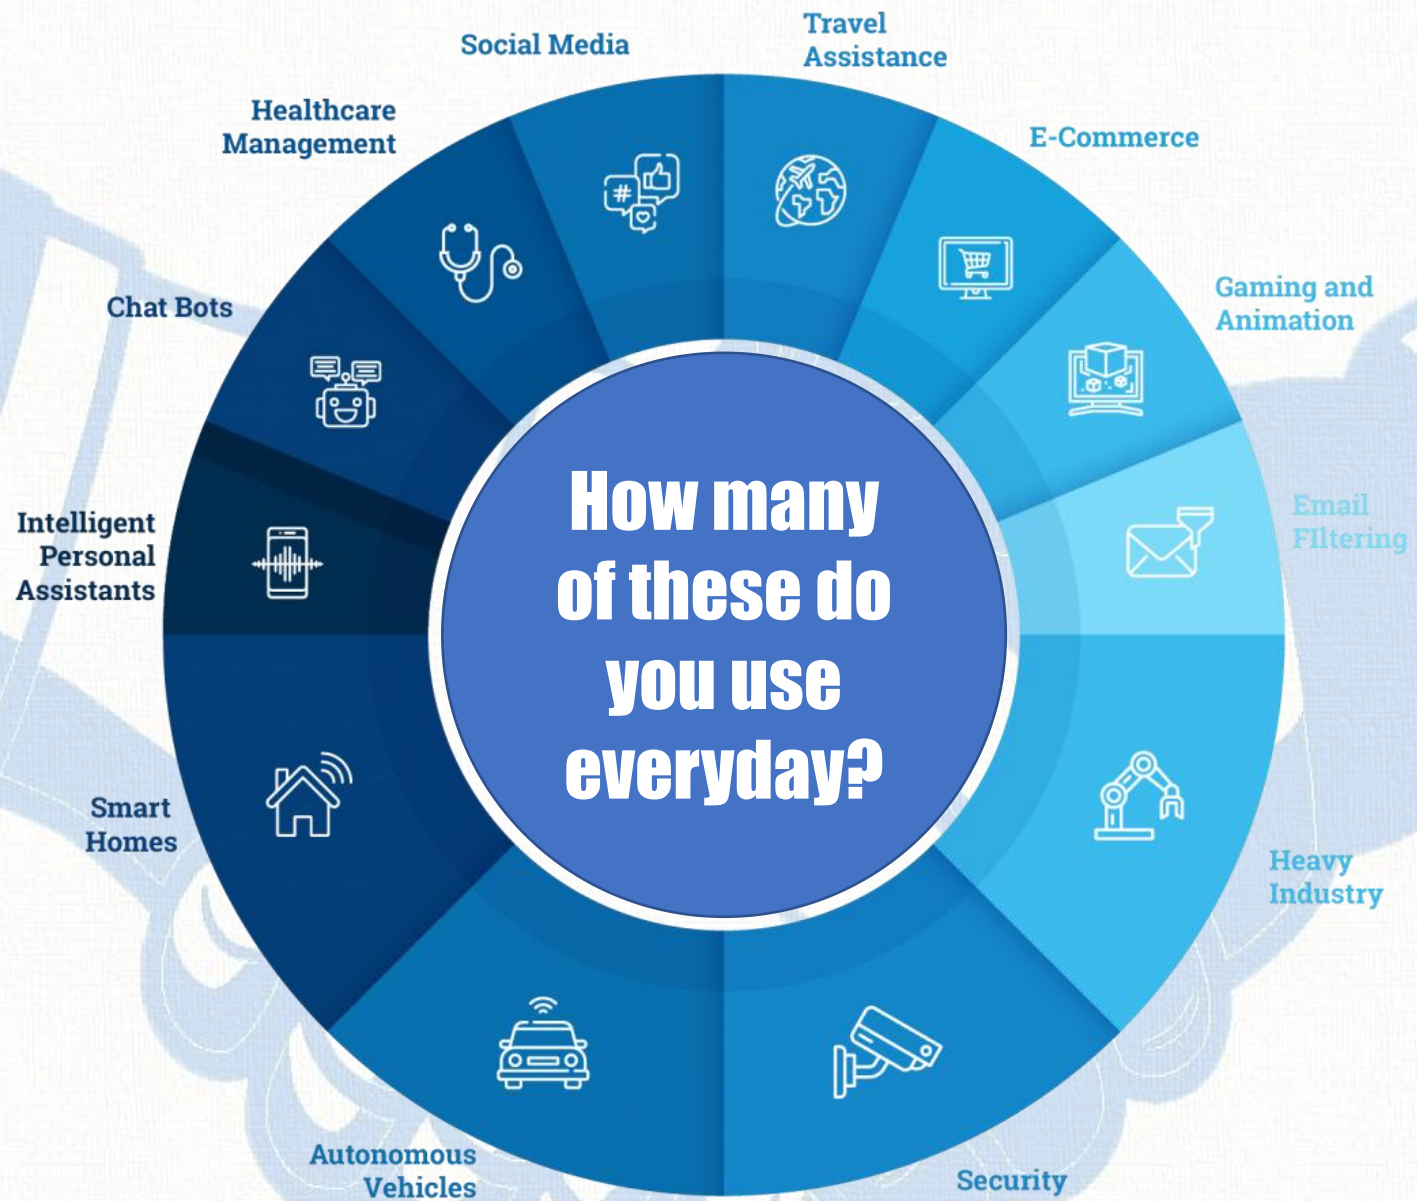 Social Media
Travel
Assistance
Healthcare
Management
E-Commerce
Chat Bots
Gaming and
Animation
Intelligent
Personal
Assistants
Email
FIltering
How many
of these do
you use
everyday?
Smart
Homes
Heavy
Industry
Autonomous
Vehicles
Security
#